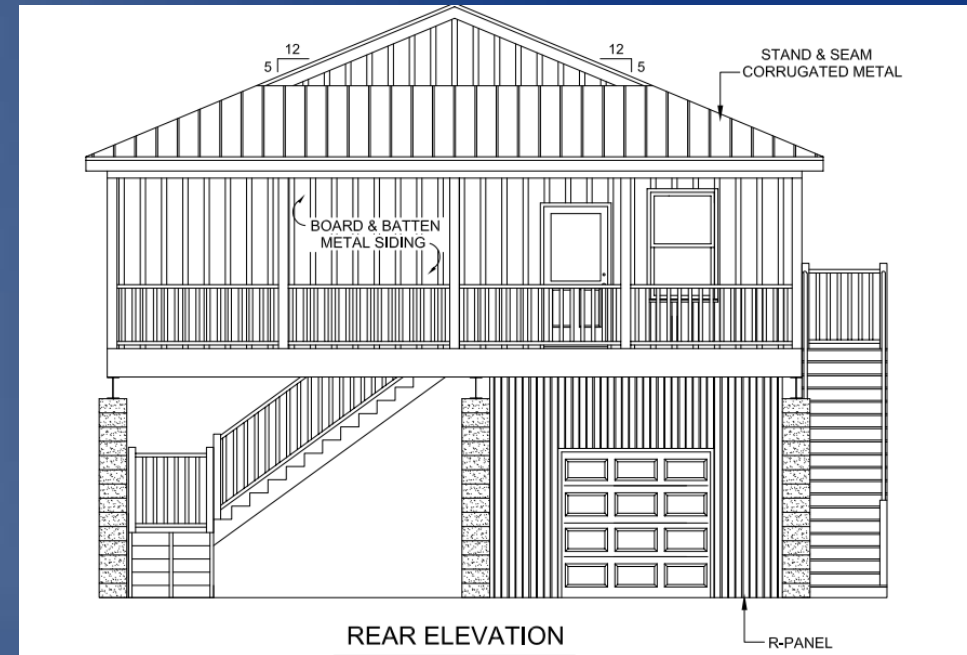 12
5
12
5
STAND & SEAM
CORRUGATED METAL
BOARD & BATTEN
METAL SIDING
REAR ELEVATION
R-PANEL